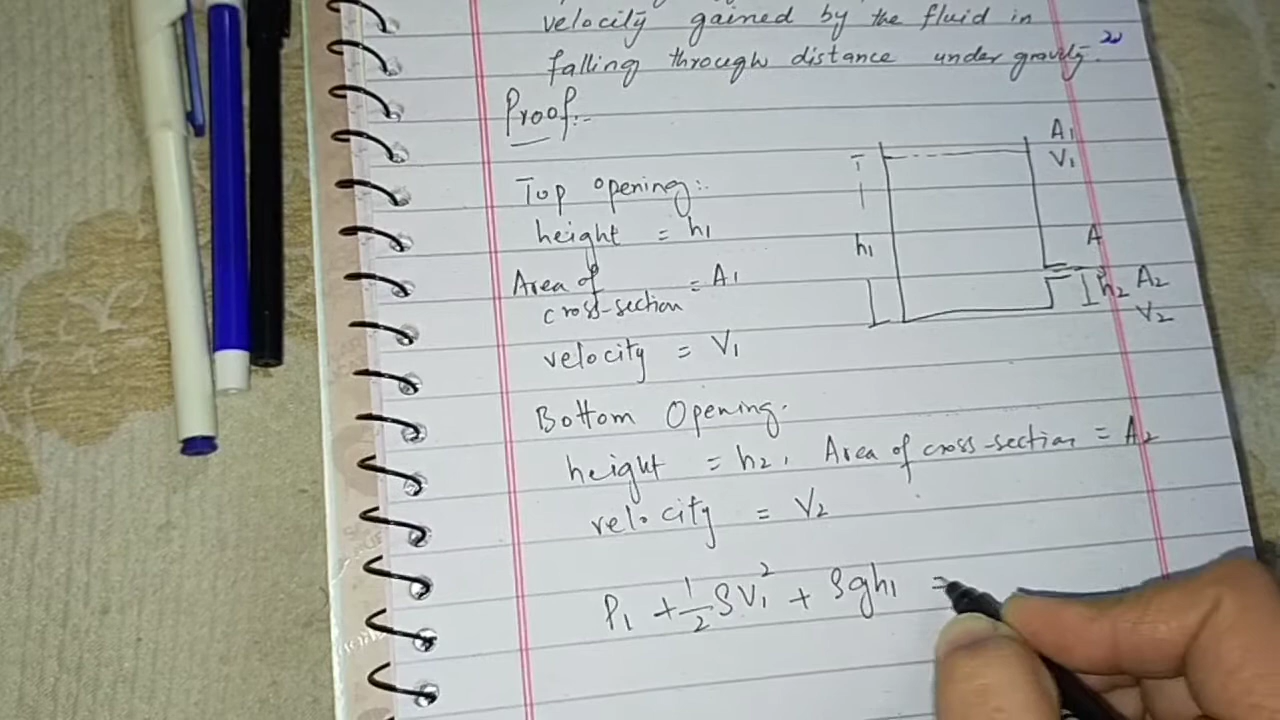 velocity gained by the fluid in
falling through distance under gravity."
Proof:-
Top opening:
height = h₁
Area of cross-section = A₁
velocity = V₁
A₁
V₁
h₁
A
h₂ A₂
V₂
Bottom Opening.
height = h₂, Area of cross-section = A₂
velocity = V₂
P₁ + 1/2 ρV₁² + ρgh₁ =